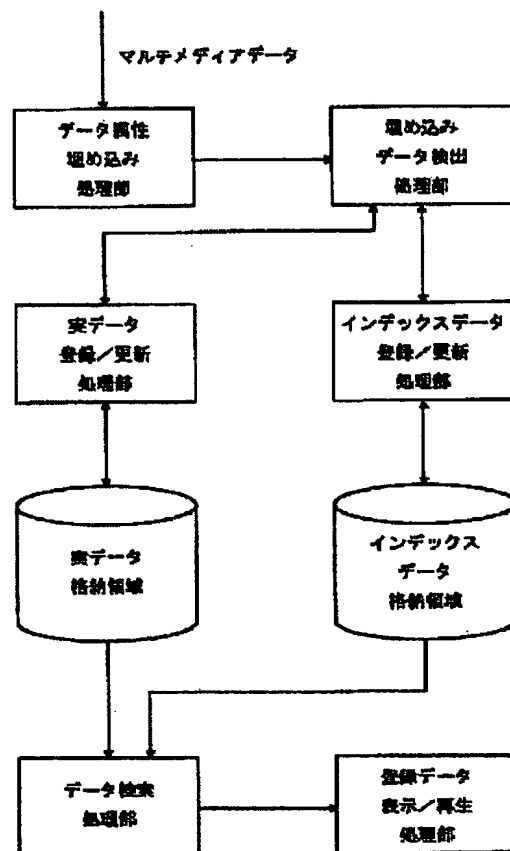 マルチメディアデータ
データ属性
埋め込み
処理部
埋め込み
データ検出
処理部
実データ
登録／更新
処理部
インデックスデータ
登録／更新
処理部
実データ
格納領域
インデックス
データ
格納領域
データ検索
処理部
登録データ
表示／再生
処理部